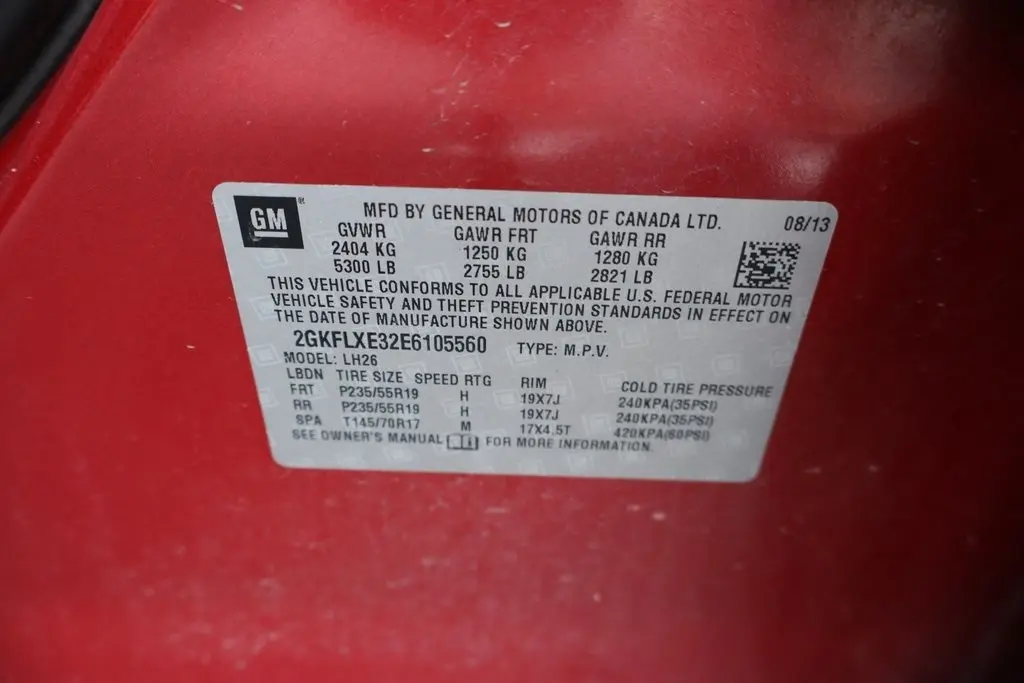 GM® MFD BY GENERAL MOTORS OF CANADA LTD. 08/13
GVWR GAWR FRT GAWR RR
2404 KG 1250 KG 1280 KG
5300 LB 2755 LB 2821 LB
THIS VEHICLE CONFORMS TO ALL APPLICABLE U.S. FEDERAL MOTOR
VEHICLE SAFETY AND THEFT PREVENTION STANDARDS IN EFFECT ON
THE DATE OF MANUFACTURE SHOWN ABOVE.
2GKFLXE32E6105560 TYPE: M.P.V.
MODEL: LH26
LBDN TIRE SIZE SPEED RTG RIM COLD TIRE PRESSURE
FRT P235/55R19 H 19X7J 240KPA(35PSI)
RR P235/55R19 H 19X7J 240KPA(35PSI)
SPA T145/70R17 M 17X4.5T 420KPA(60PSI)
SEE OWNER'S MANUAL FOR MORE INFORMATION.